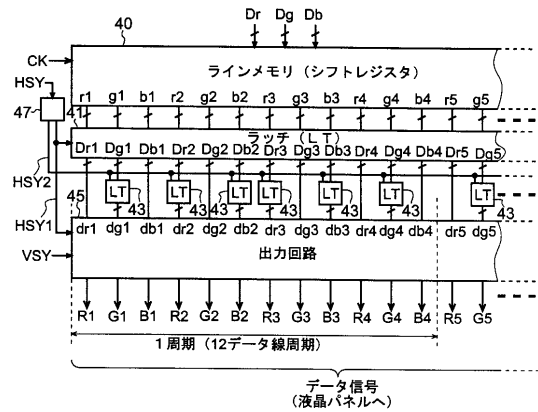 Dr Dg Db
40
CK
HSY
ラインメモリ(シフトレジスタ)
r1 g1 b1 r2 g2 b2 r3 g3 b3 r4 g4 b4 r5 g5
47
41
ラッチ(LT)
Dr1 Dg1 Db1 Dr2 Dg2 Db2 Dr3 Dg3 Db3 Dr4 Dg4 Db4 Dr5 Dg5
HSY2
LT LT LT LT LT LT LT
43 43 43 43 43 43 43
HSY1
45
dr1 dg1 db1 dr2 dg2 db2 dr3 dg3 db3 dr4 dg4 db4 dr5 dg5
VSY
出力回路
R1 G1 B1 R2 G2 B2 R3 G3 B3 R4 G4 B4 R5 G5
1周期(12データ線周期)
データ信号
(液晶パネルへ)